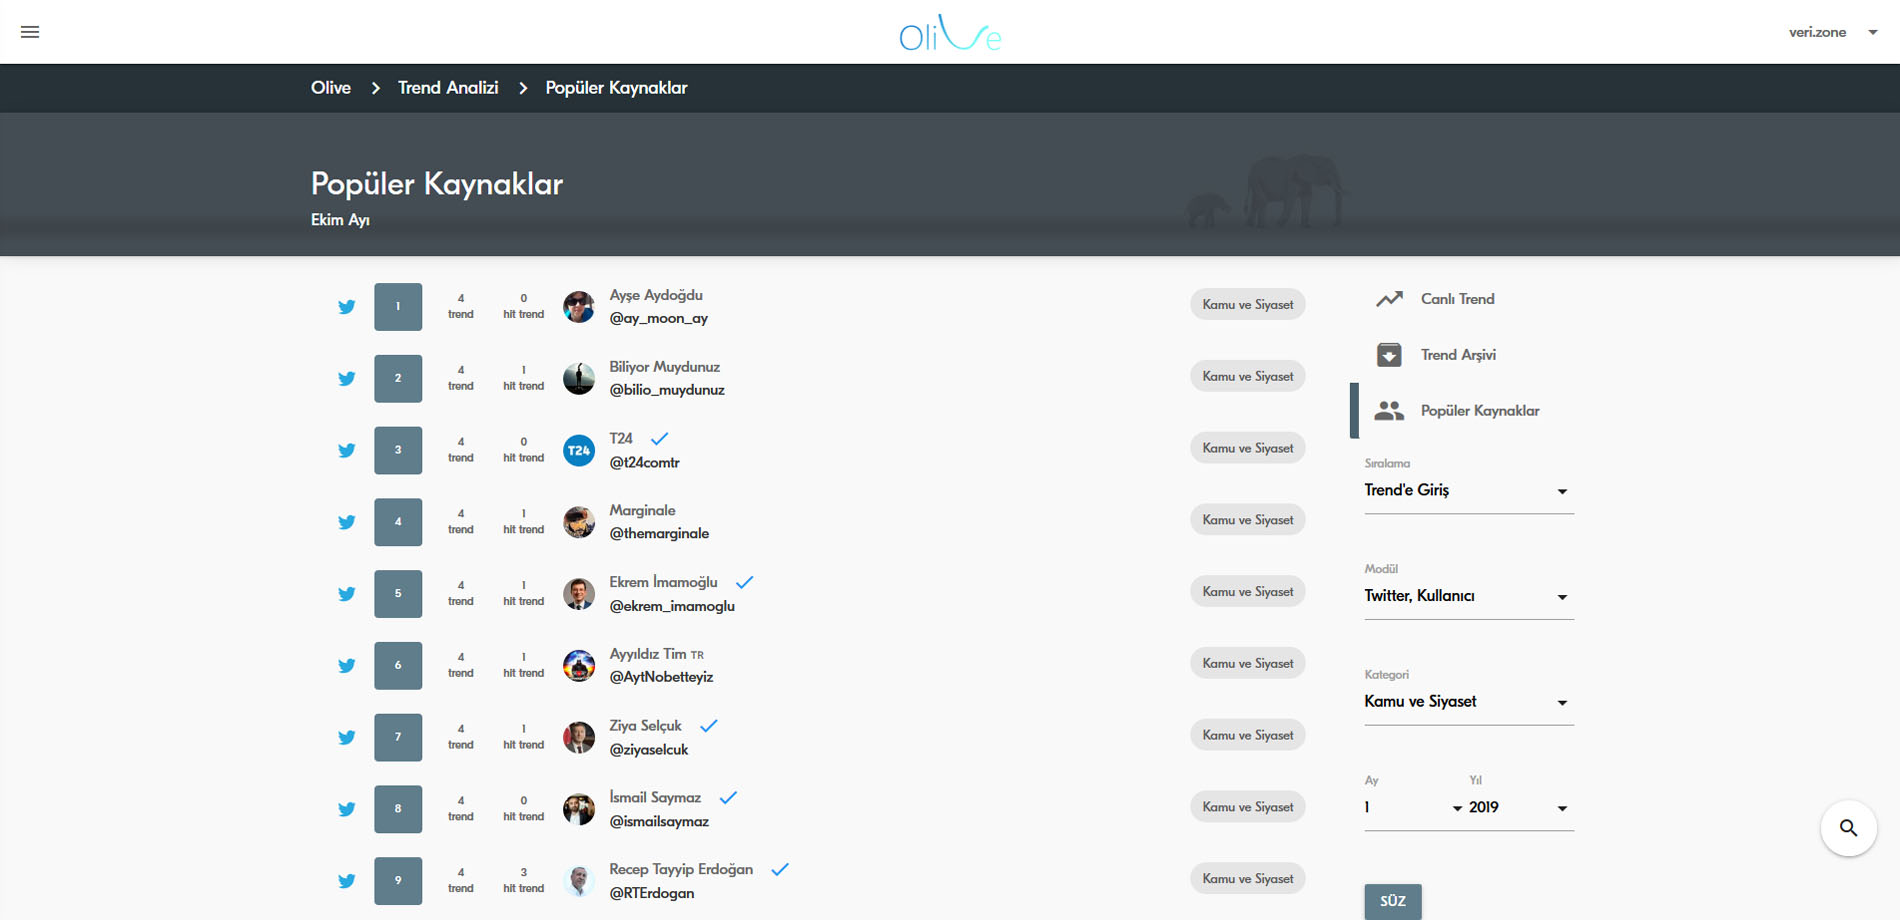 Olive
veri.zone
Olive > Trend Analizi > Popüler Kaynaklar
Popüler Kaynaklar
Ekim Ayı
1
4 trend
0 hit trend
Ayşe Aydoğdu
@ay_moon_ay
Kamu ve Siyaset
2
4 trend
1 hit trend
Biliyor Muydunuz
@bilio_muydunuz
Kamu ve Siyaset
3
4 trend
0 hit trend
T24
T24
@t24comtr
Kamu ve Siyaset
4
4 trend
1 hit trend
Marginale
@themarginale
Kamu ve Siyaset
5
4 trend
1 hit trend
Ekrem İmamoğlu
@ekrem_imamoglu
Kamu ve Siyaset
6
4 trend
1 hit trend
Ayyıldız Tim TR
@AytNobetteyiz
Kamu ve Siyaset
7
4 trend
1 hit trend
Ziya Selçuk
@ziyaselcuk
Kamu ve Siyaset
8
4 trend
0 hit trend
İsmail Saymaz
@ismailsaymaz
Kamu ve Siyaset
9
4 trend
3 hit trend
Recep Tayyip Erdoğan
@RTErdogan
Kamu ve Siyaset
Canlı Trend
Trend Arşivi
Popüler Kaynaklar
Sıralama
Trend'e Giriş
Modül
Twitter, Kullanıcı
Kategori
Kamu ve Siyaset
Ay Yıl
1 2019
SÜZ